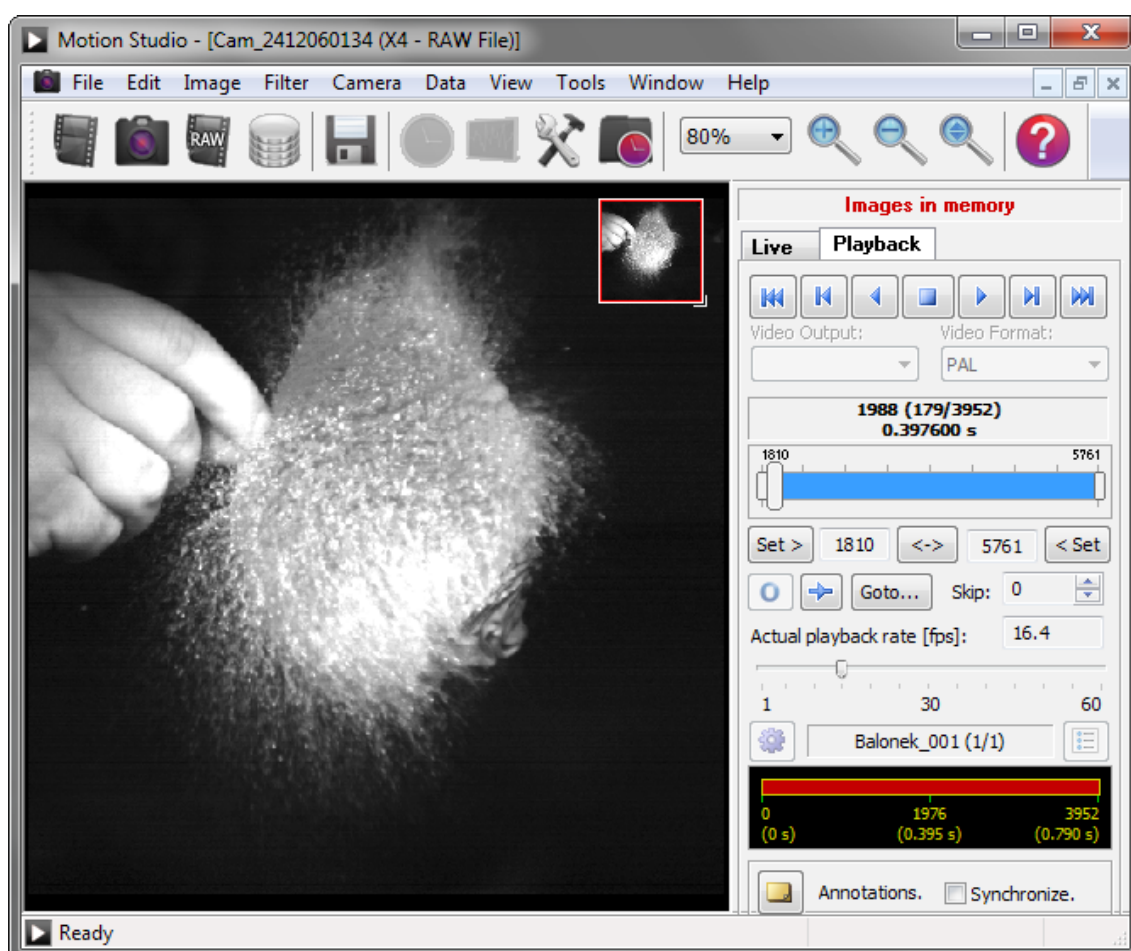 Motion Studio - [Cam_2412060134 (X4 - RAW File)]
File Edit Image Filter Camera Data View Tools Window Help
RAW 80% ?
Images in memory
Live Playback
Video Output: Video Format:
PAL
1988 (179/3952)
0.397600 s
1810 5761
Set > 1810 <-> 5761 < Set
Goto... Skip: 0
Actual playback rate [fps]: 16.4
1 30 60
Balonek_001 (1/1)
0 1976 3952
(0 s) (0.395 s) (0.790 s)
Annotations. Synchronize.
Ready